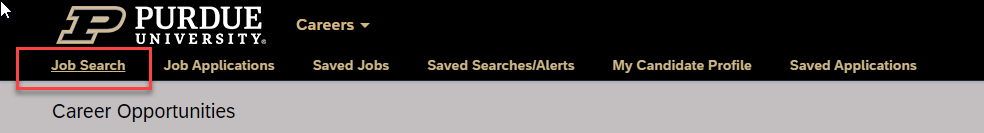 PURDUE
UNIVERSITY®
Careers
Job Search Job Applications Saved Jobs Saved Searches/Alerts My Candidate Profile Saved Applications
Career Opportunities